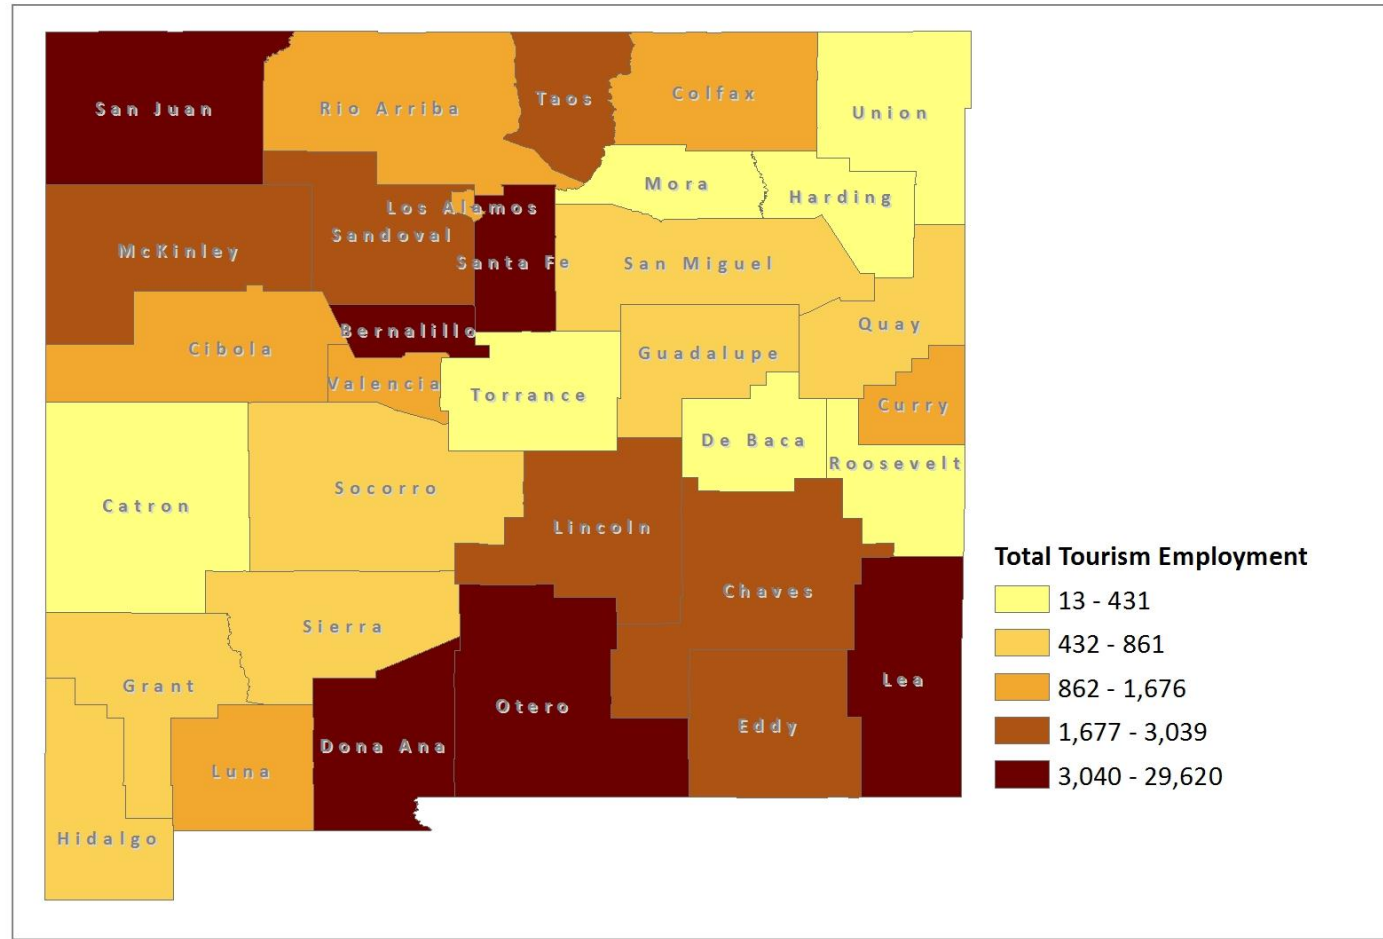 San Juan
Rio Arriba
Taos
Colfax
Union
Mora
Harding
Los Alamos
Sandoval
McKinley
Santa Fe
San Miguel
Quay
Bernalillo
Cibola
Guadalupe
Valencia
Torrance
Curry
De Baca
Roosevelt
Socorro
Catron
Lincoln
Chaves
Sierra
Lea
Grant
Otero
Eddy
Dona Ana
Luna
Hidalgo
Total Tourism Employment
13 - 431
432 - 861
862 - 1,676
1,677 - 3,039
3,040 - 29,620